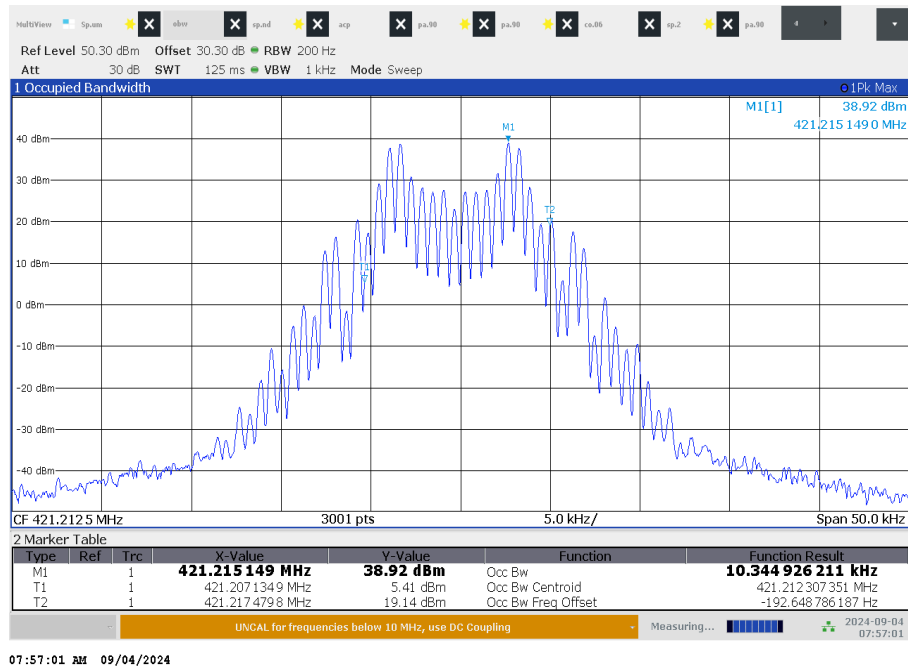 MultiView Sp.um obw sp.nd acp pa.90 pa.90 co.06 sp.2 pa.90
Ref Level 50.30 dBm Offset 30.30 dB RBW 200 Hz
Att 30 dB SWT 125 ms VBW 1 kHz Mode Sweep
1 Occupied Bandwidth 1Pk Max
M1[1] 38.92 dBm
421.215 149 0 MHz
M1
40 dBm
30 dBm
T2
20 dBm
10 dBm
0 dBm
-10 dBm
-20 dBm
-30 dBm
-40 dBm
CF 421.2125 MHz 3001 pts 5.0 kHz/ Span 50.0 kHz
2 Marker Table
Type Ref Trc X-Value Y-Value Function Function Result
M1 1 421.215 149 MHz 38.92 dBm Occ Bw 10.344 926 211 kHz
T1 1 421.207 134 9 MHz 5.41 dBm Occ Bw Centroid 421.212 307 351 MHz
T2 1 421.217 479 8 MHz 19.14 dBm Occ Bw Freq Offset -192.648 786 187 Hz
UNCAL for frequencies below 10 MHz, use DC Coupling Measuring... 2024-09-04
07:57:01
07:57:01 AM 09/04/2024